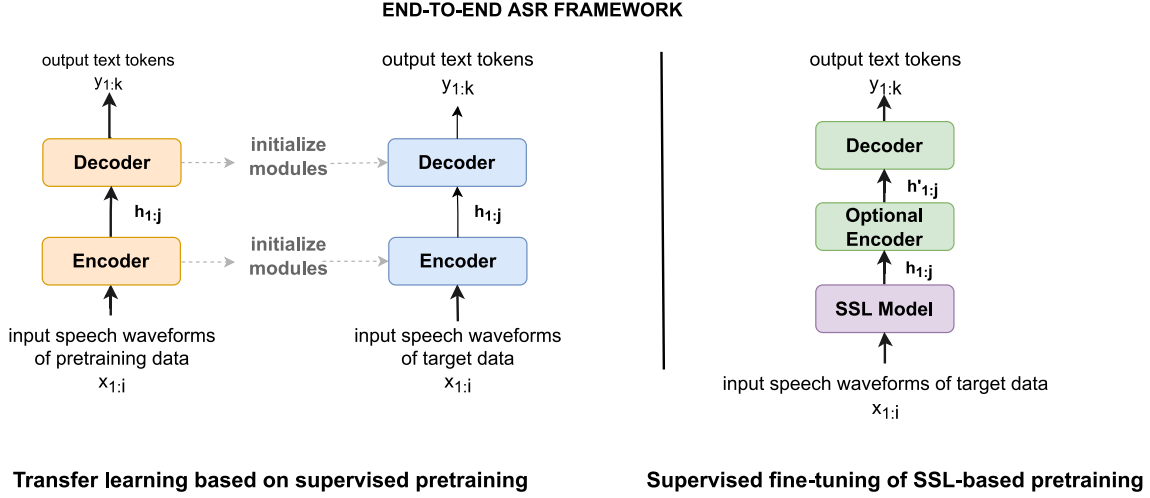 END-TO-END ASR FRAMEWORK
output text tokens
y1:k
Decoder
h1:j
Encoder
input speech waveforms
of pretraining data
x1:i
initialize
modules
initialize
modules
output text tokens
y1:k
Decoder
h1:j
Encoder
input speech waveforms
of target data
x1:i
Transfer learning based on supervised pretraining
output text tokens
y1:k
Decoder
h'1:j
Optional
Encoder
h1:j
SSL Model
input speech waveforms of target data
x1:i
Supervised fine-tuning of SSL-based pretraining